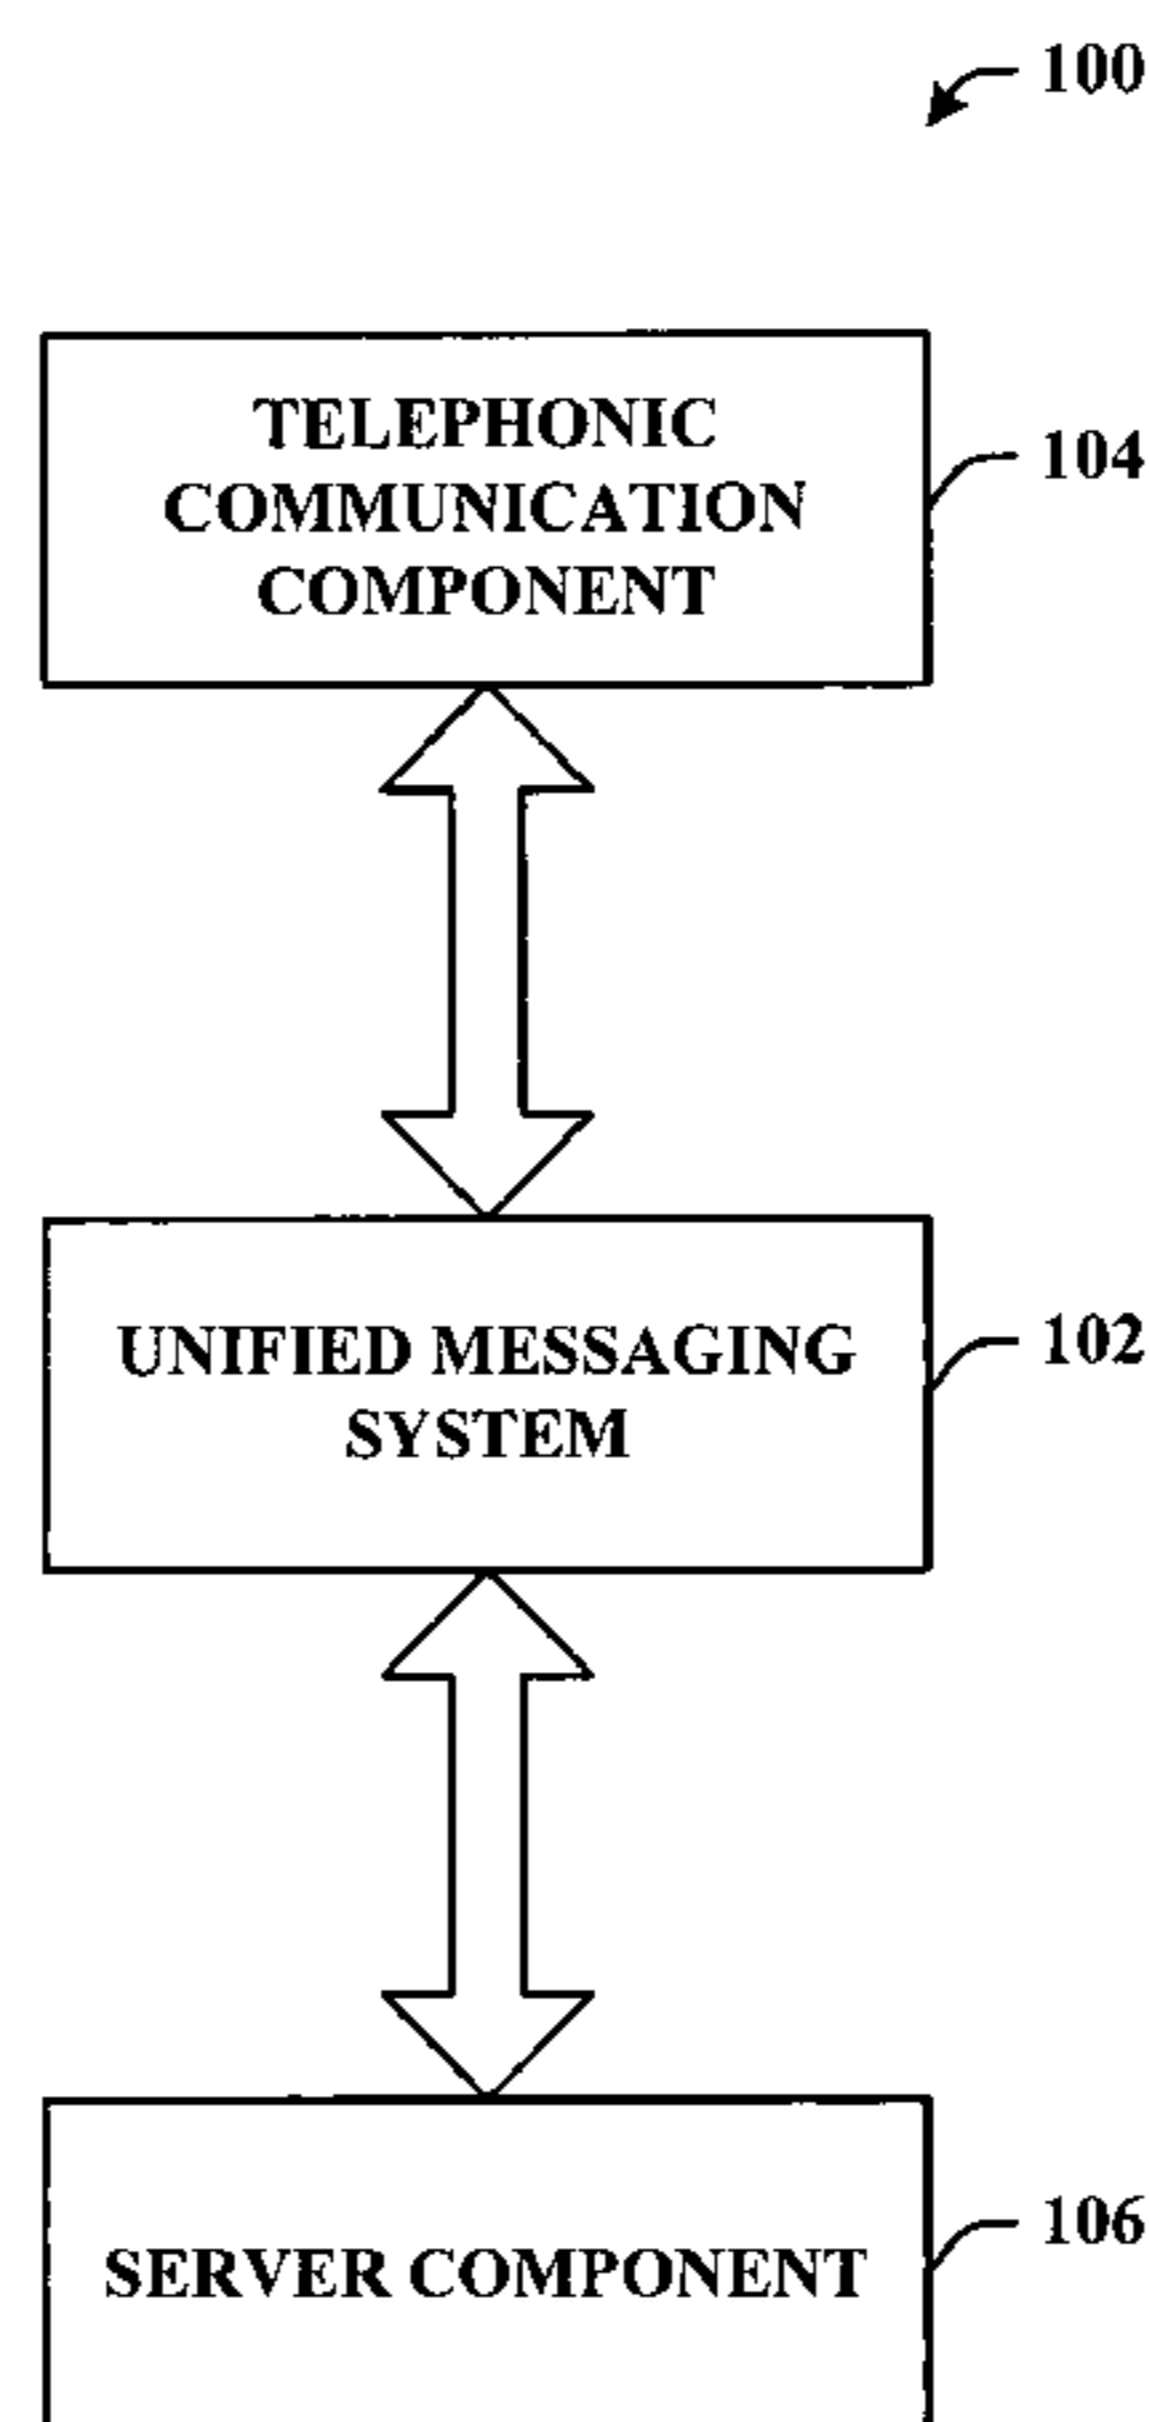 100
TELEPHONIC
COMMUNICATION
COMPONENT
104
UNIFIED MESSAGING
SYSTEM
102
SERVER COMPONENT
106